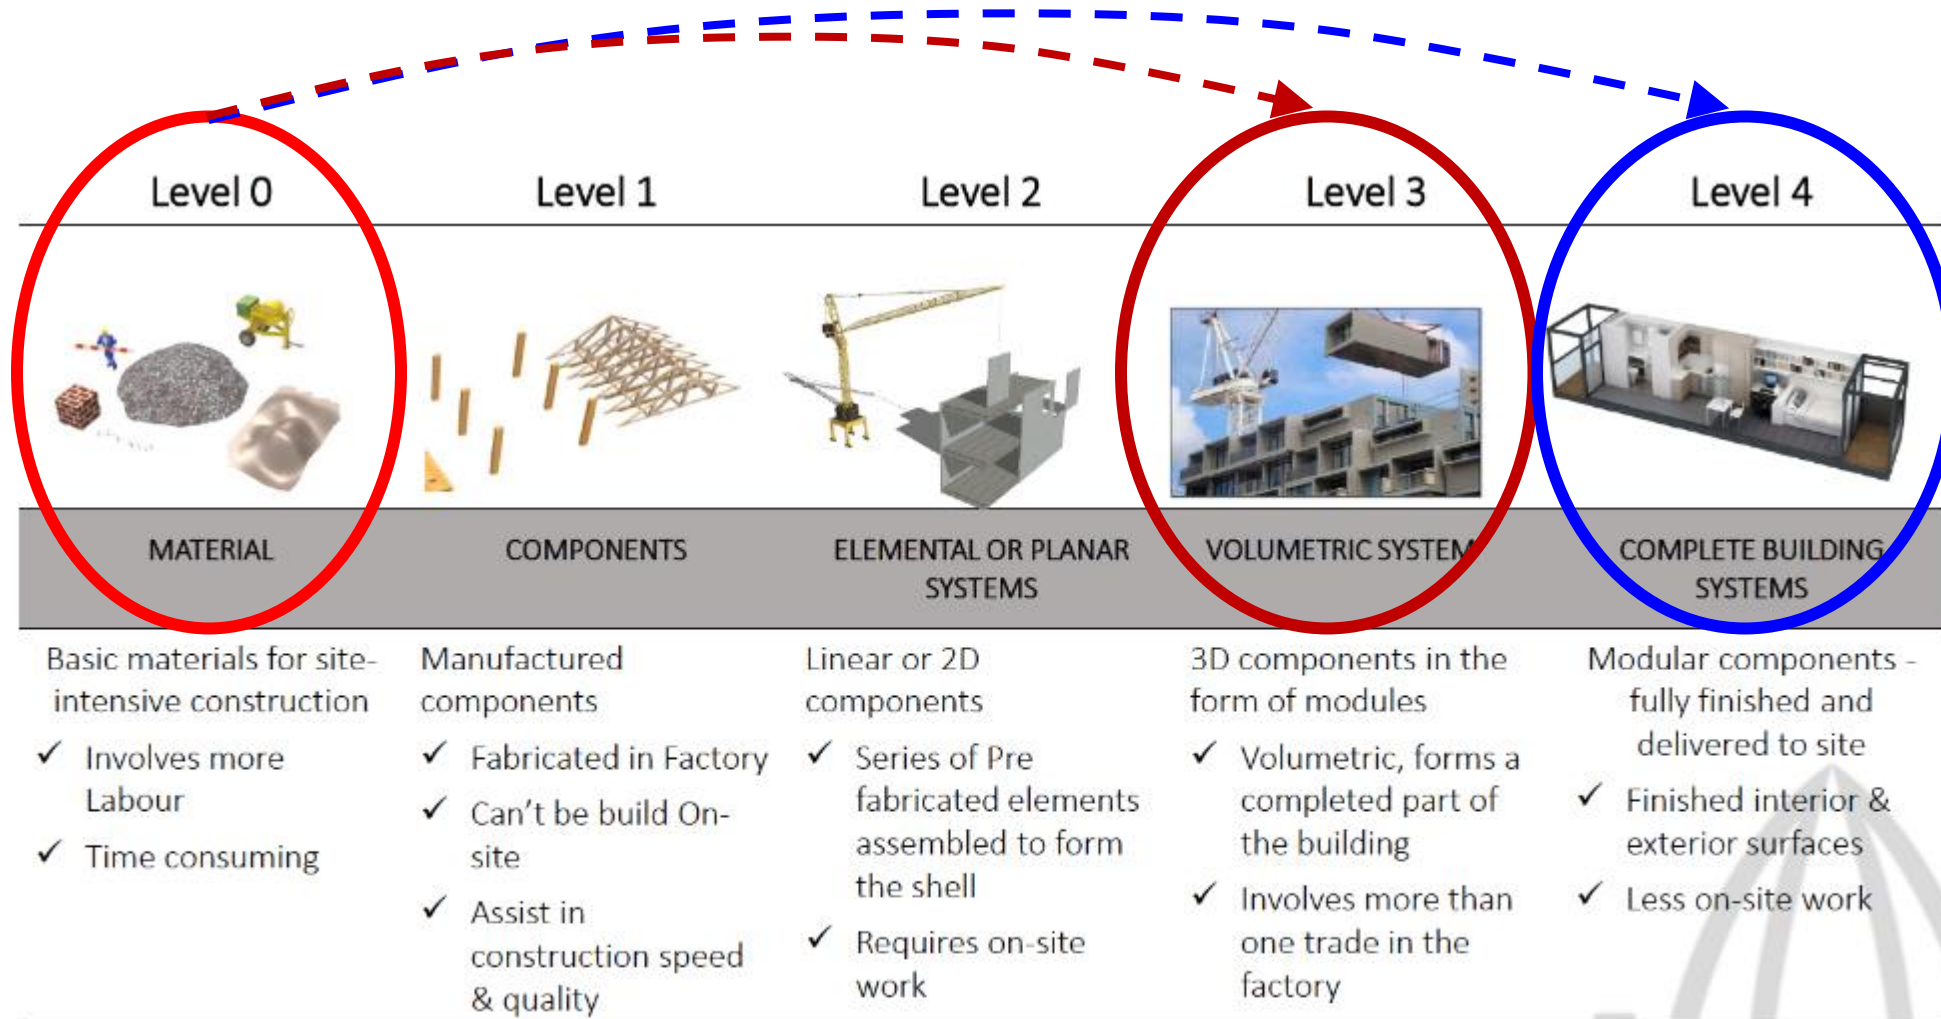 Level 0
Level 1
Level 2
Level 3
Level 4
MATERIAL
COMPONENTS
ELEMENTAL OR PLANAR
SYSTEMS
VOLUMETRIC SYSTEM
COMPLETE BUILDING
SYSTEMS
Basic materials for site-
intensive construction
✓ Involves more
Labour
✓ Time consuming
Manufactured
components
✓ Fabricated in Factory
✓ Can't be build On-
site
✓ Assist in
construction speed
& quality
Linear or 2D
components
✓ Series of Pre
fabricated elements
assembled to form
the shell
✓ Requires on-site
work
3D components in the
form of modules
✓ Volumetric, forms a
completed part of
the building
✓ Involves more than
one trade in the
factory
Modular components -
fully finished and
delivered to site
✓ Finished interior &
exterior surfaces
✓ Less on-site work